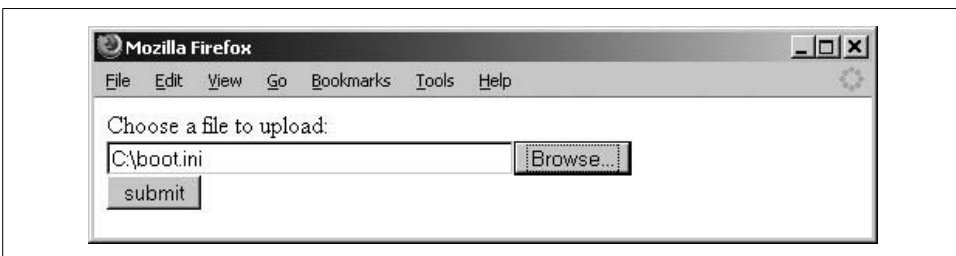 Mozilla Firefox
File Edit View Go Bookmarks Tools Help
Choose a file to upload:
C:\boot.ini Browse...
submit